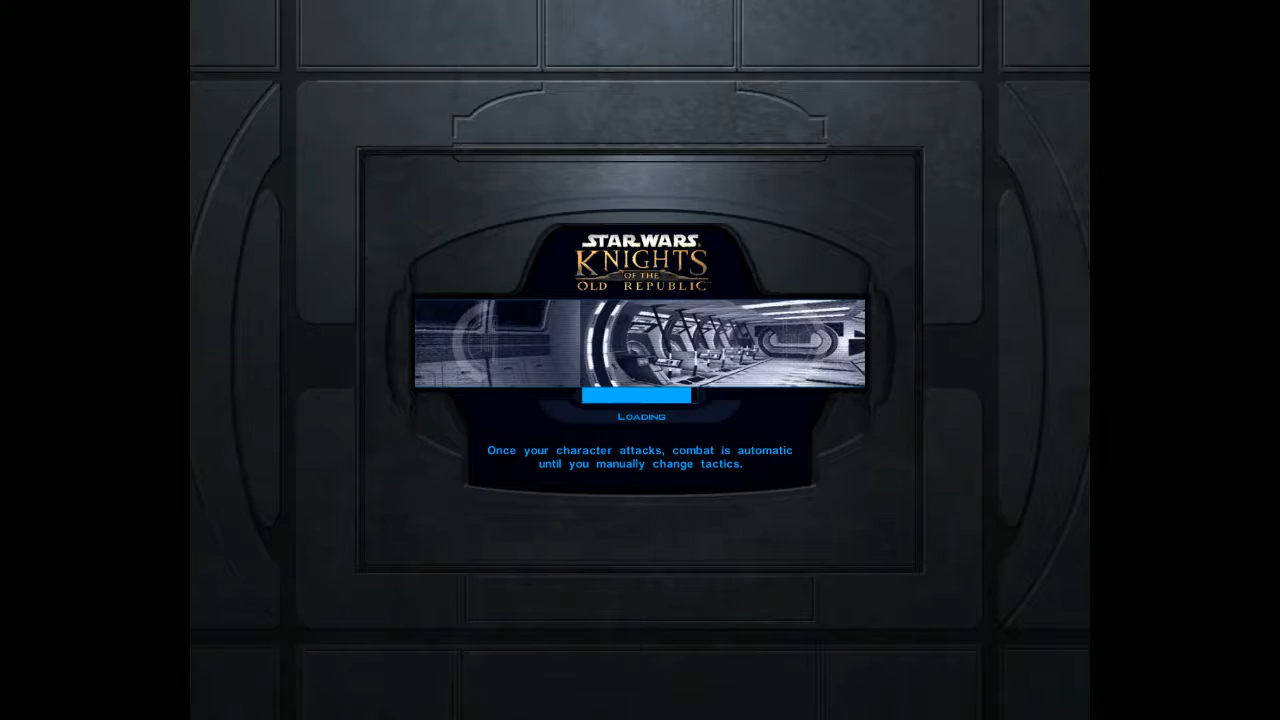 STAR WARS
KNIGHTS
OF THE
OLD REPUBLIC
LOADING
Once your character attacks, combat is automatic
until you manually change tactics.